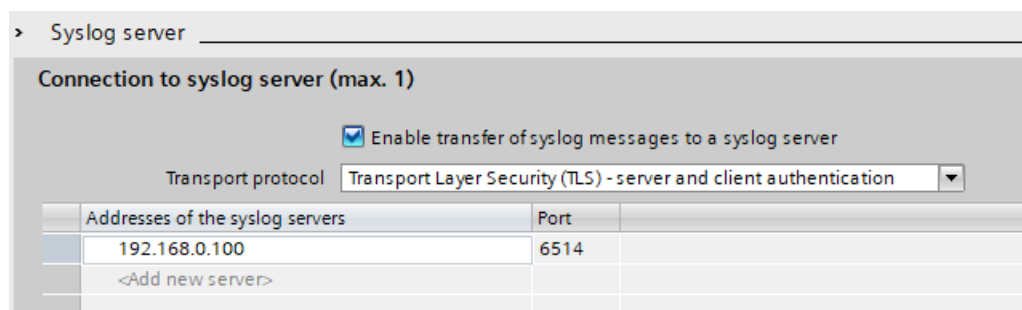 Syslog server
Connection to syslog server (max. 1)
Enable transfer of syslog messages to a syslog server
Transport protocol Transport Layer Security (TLS) - server and client authentication
Addresses of the syslog servers Port
192.168.0.100 6514
<Add new server>